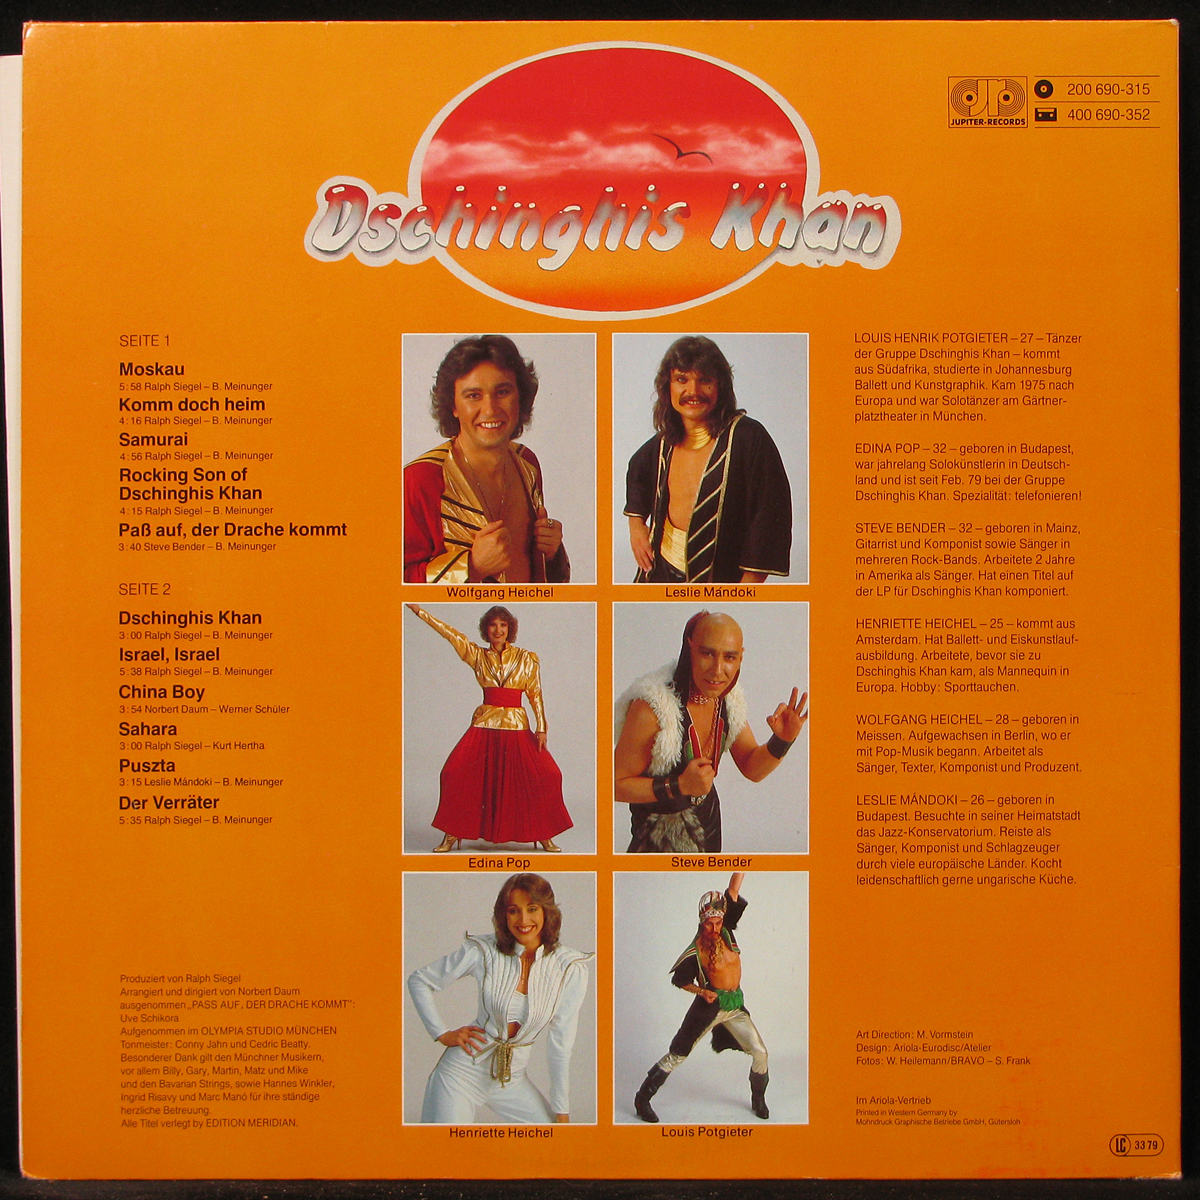 Dschinghis Khan
JUPITER-RECORDS
200 690-315
400 690-352
SEITE 1
Moskau
5:58 Ralph Siegel – B. Meinunger
Komm doch heim
4:16 Ralph Siegel – B. Meinunger
Samurai
4:56 Ralph Siegel – B. Meinunger
Rocking Son of
Dschinghis Khan
4:15 Ralph Siegel – B. Meinunger
Paß auf, der Drache kommt
3:40 Steve Bender – B. Meinunger
SEITE 2
Dschinghis Khan
3:00 Ralph Siegel – B. Meinunger
Israel, Israel
5:38 Ralph Siegel – B. Meinunger
China Boy
3:54 Norbert Daum – Werner Schüler
Sahara
3:00 Ralph Siegel – Kurt Hertha
Puszta
3:15 Leslie Mándoki – B. Meinunger
Der Verräter
5:35 Ralph Siegel – B. Meinunger
Produziert von Ralph Siegel
Arrangiert und dirigiert von Norbert Daum
ausgenommen „PASS AUF, DER DRACHE KOMMT":
Uve Schikora
Aufgenommen im OLYMPIA STUDIO MÜNCHEN
Tonmeister: Conny Jahn und Cedric Beatty.
Besonderer Dank gilt den Münchner Musikern,
vor allem Billy, Gary, Martin, Matz und Mike
und den Bavarian Strings, sowie Hannes Winkler,
Ingrid Risavy und Marc Manó für ihre ständige
herzliche Betreuung.
Alle Titel verlegt by EDITION MERIDIAN.
Wolfgang Heichel
Leslie Mándoki
Edina Pop
Steve Bender
Henriette Heichel
Louis Potgieter
LOUIS HENRIK POTGIETER – 27 – Tänzer
der Gruppe Dschinghis Khan – kommt
aus Südafrika, studierte in Johannesburg
Ballett und Kunstgraphik. Kam 1975 nach
Europa und war Solotänzer am Gärtner-
platztheater in München.
EDINA POP – 32 – geboren in Budapest,
war jahrelang Solokünstlerin in Deutsch-
land und ist seit Feb. 79 bei der Gruppe
Dschinghis Khan. Spezialität: telefonieren!
STEVE BENDER – 32 – geboren in Mainz,
Gitarrist und Komponist sowie Sänger in
mehreren Rock-Bands. Arbeitete 2 Jahre
in Amerika als Sänger. Hat einen Titel auf
der LP für Dschinghis Khan komponiert.
HENRIETTE HEICHEL – 25 – kommt aus
Amsterdam. Hat Ballett- und Eiskunstlauf-
ausbildung. Arbeitete, bevor sie zu
Dschinghis Khan kam, als Mannequin in
Europa. Hobby: Sporttauchen.
WOLFGANG HEICHEL – 28 – geboren in
Meissen. Aufgewachsen in Berlin, wo er
mit Pop-Musik begann. Arbeitet als
Sänger, Texter, Komponist und Produzent.
LESLIE MÁNDOKI – 26 – geboren in
Budapest. Besuchte in seiner Heimatstadt
das Jazz-Konservatorium. Reiste als
Sänger, Komponist und Schlagzeuger
durch viele europäische Länder. Kocht
leidenschaftlich gerne ungarische Küche.
Art Direction: M. Vormstein
Design: Ariola-Eurodisc/Atelier
Fotos: W. Heilemann/BRAVO – S. Frank
Im Ariola-Vertrieb
Printed in Western Germany by
Mohndruck Graphische Betriebe GmbH, Gütersloh
LC 3379